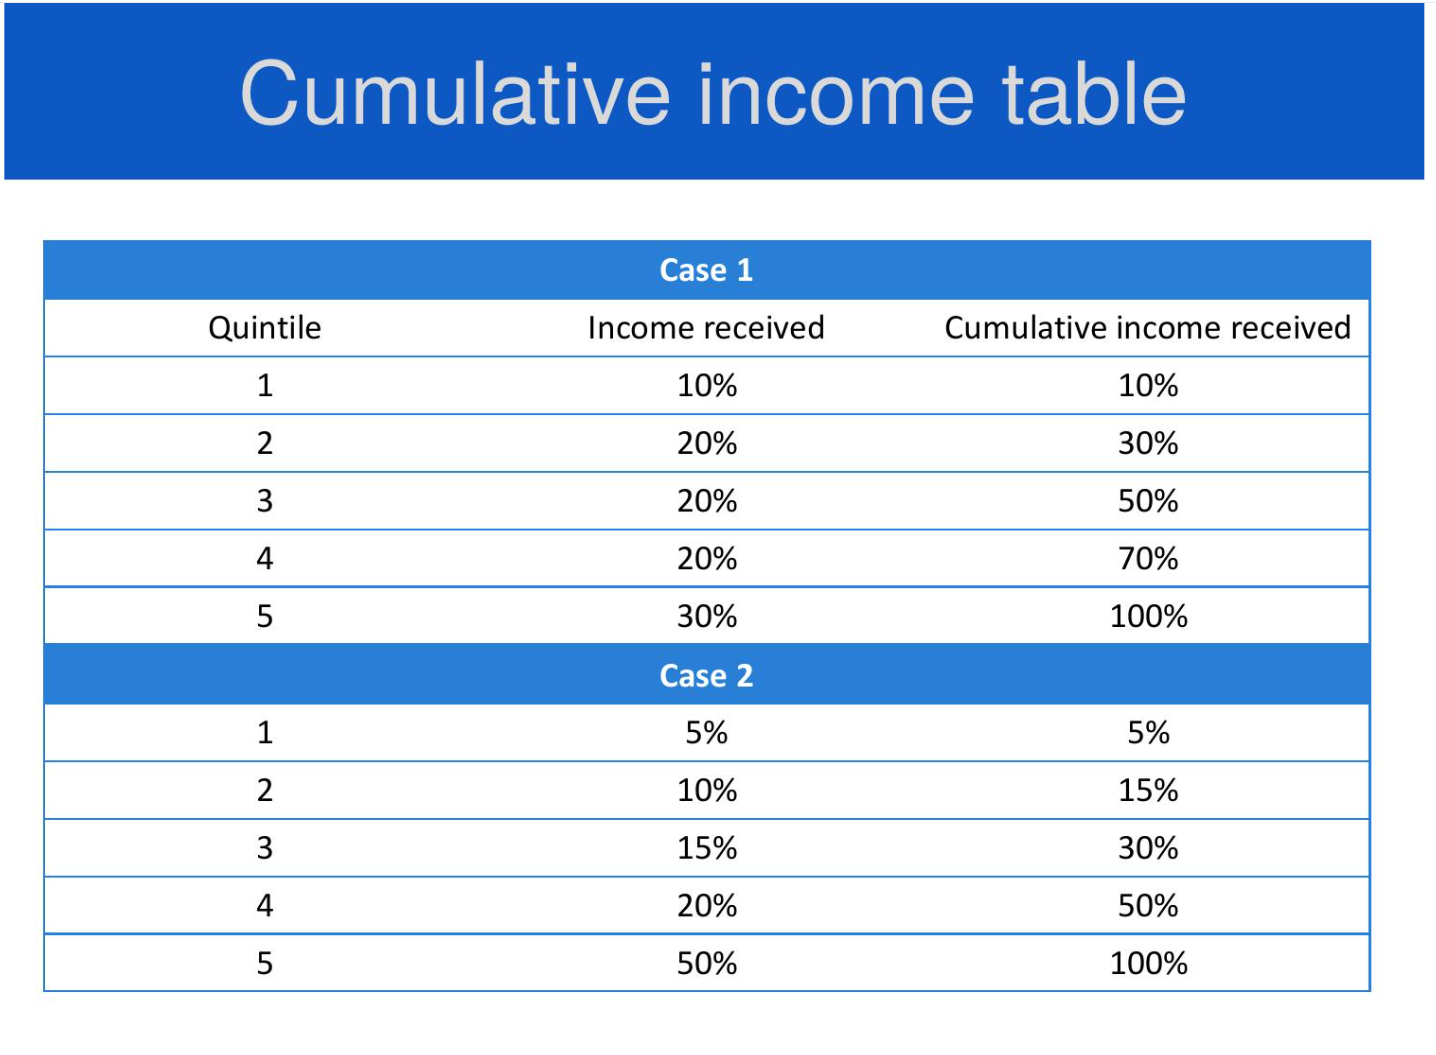 Cumulative income table
Case 1
Quintile Income received Cumulative income received
1 10% 10%
2 20% 30%
3 20% 50%
4 20% 70%
5 30% 100%
Case 2
1 5% 5%
2 10% 15%
3 15% 30%
4 20% 50%
5 50% 100%